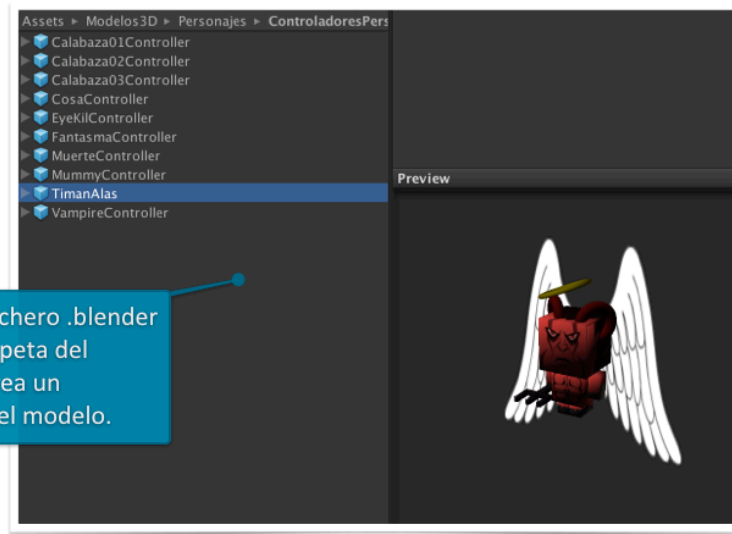 Assets ▸ Modelos3D ▸ Personajes ▸ ControladoresPers
Calabaza01Controller
Calabaza02Controller
Calabaza03Controller
CosaController
EyeKilController
FantasmaController
MuerteController
MummyController
TimanAlas
VampireController
Preview
chero .blender
peta del
ea un
el modelo.